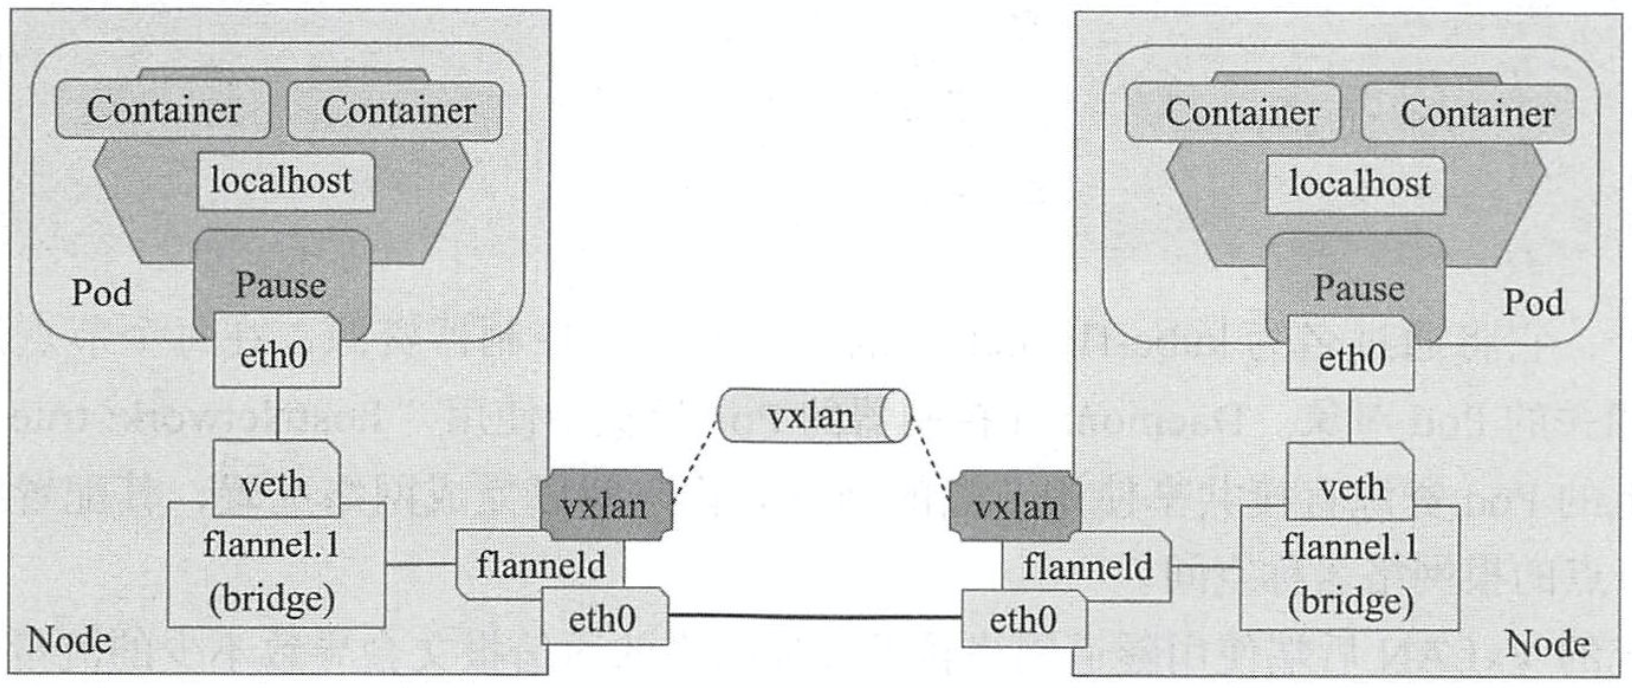 Container
Container
localhost
Pause
Pod
eth0
veth
flannel.1
(bridge)
flanneld
vxlan
eth0
Node
vxlan
Container
Container
localhost
Pause
Pod
eth0
veth
flannel.1
(bridge)
flanneld
vxlan
eth0
Node